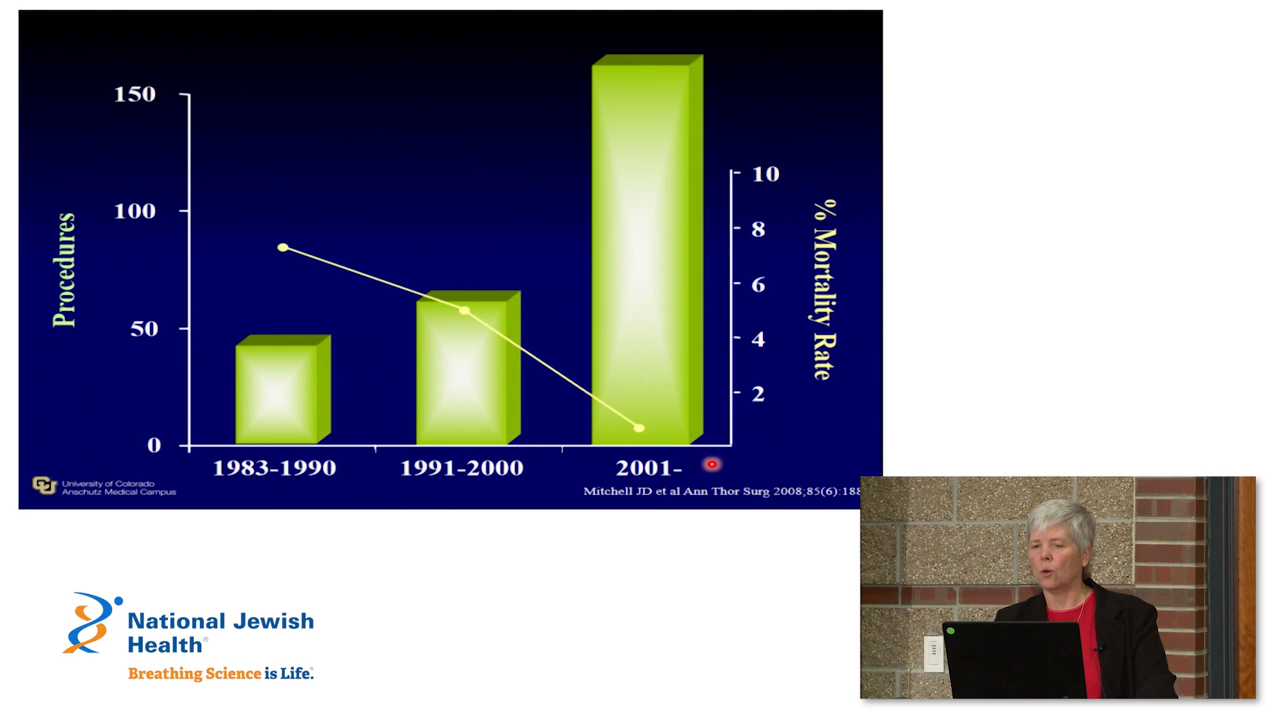 150
100
50
0
Procedures
10
8
6
4
2
% Mortality Rate
1983-1990
1991-2000
2001-
University of Colorado
Anschutz Medical Campus
Mitchell JD et al Ann Thor Surg 2008;85(6):188
National Jewish
Health®
Breathing Science is Life.®